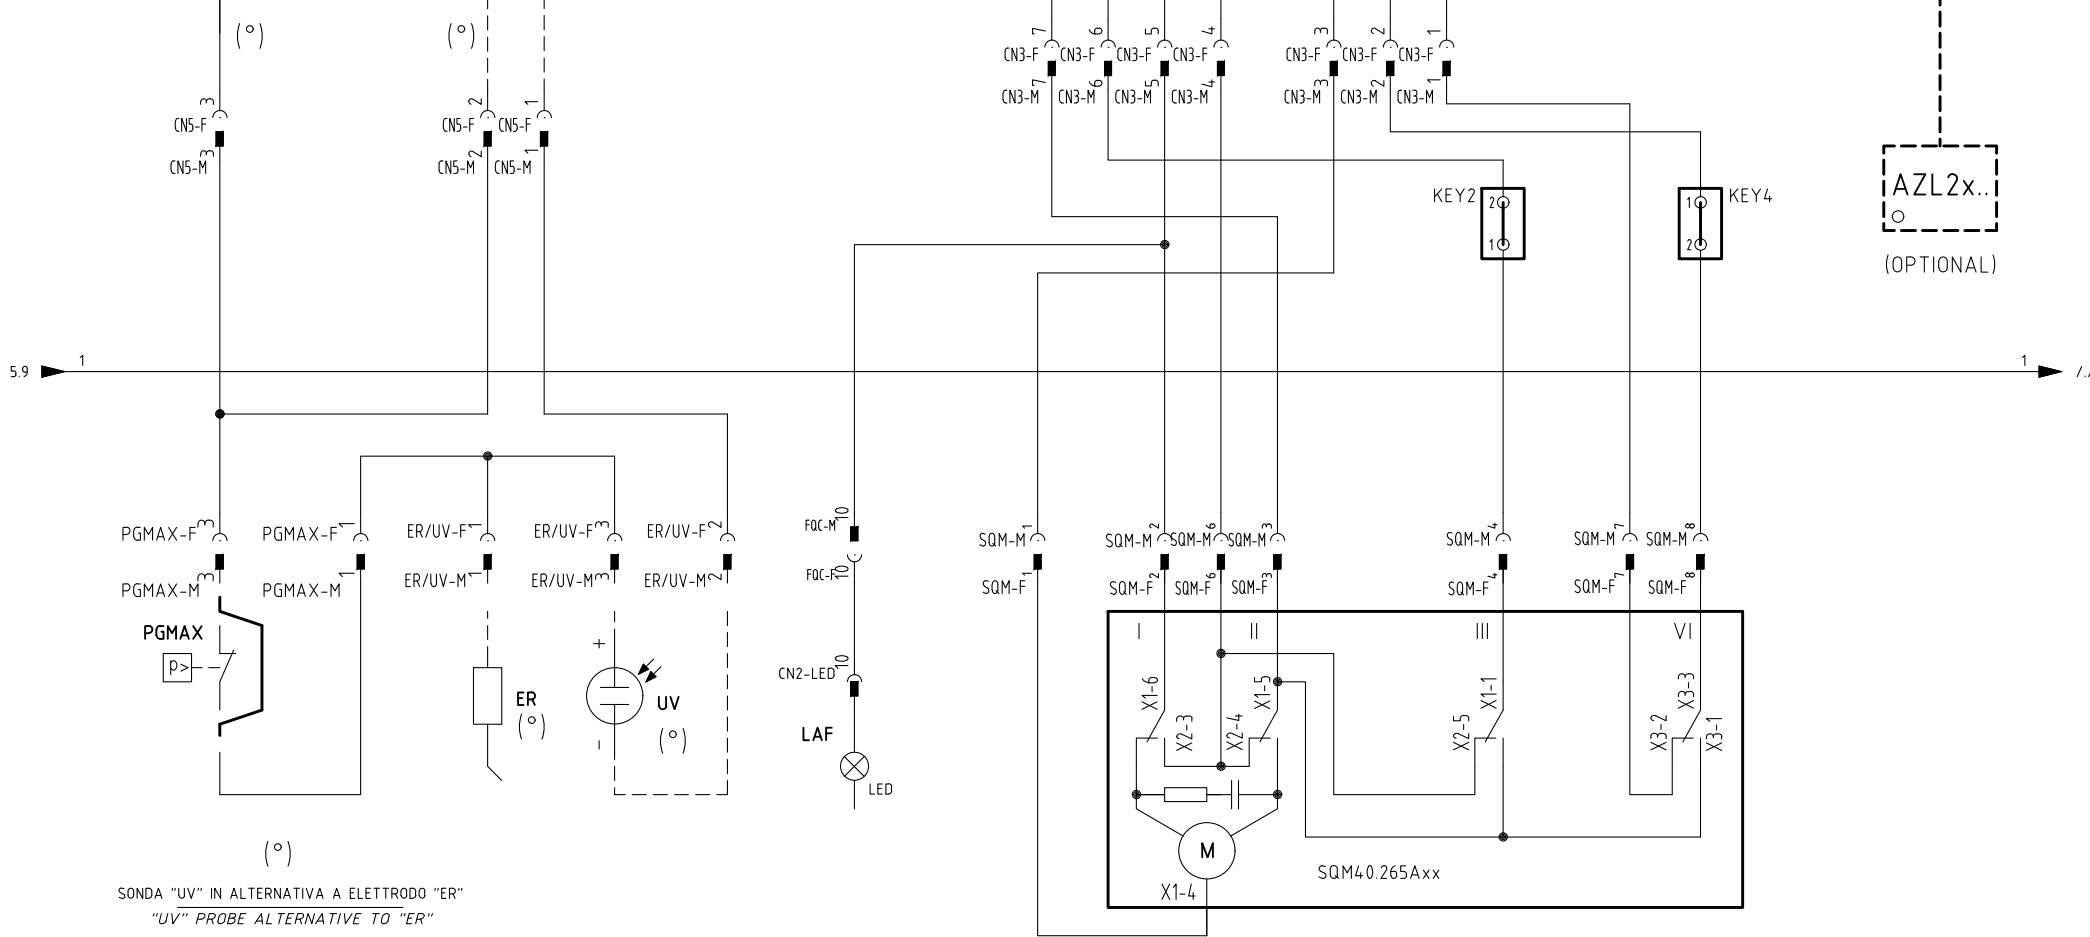 (°)
(°)
7
6
5
4
3
2
1
CN3-F
CN3-F
CN3-F
CN3-F
CN3-F
CN3-F
CN3-F
7
6
5
4
3
2
1
CN3-M
CN3-M
CN3-M
CN3-M
CN3-M
CN3-M
CN3-M
3
2
1
CN5-F
CN5-F
CN5-F
3
2
1
CN5-M
CN5-M
CN5-M
AZL2x..
(OPTIONAL)
KEY2
2
1
KEY4
1
2
5.9
1
1
PGMAX-F
3
PGMAX-F
1
ER/UV-F
1
ER/UV-F
3
ER/UV-F
2
PGMAX-M
3
PGMAX-M
1
ER/UV-M
1
ER/UV-M
3
ER/UV-M
2
FQC-M
10
FQC-F
10
SQM-M
1
SQM-M
2
SQM-M
6
SQM-M
3
SQM-M
4
SQM-M
7
SQM-M
8
SQM-F
1
SQM-F
2
SQM-F
6
SQM-F
3
SQM-F
4
SQM-F
7
SQM-F
8
PGMAX
P>
ER
(°)
+
-
UV
(°)
CN2-LED
10
LAF
LED
I
II
III
VI
X1-6
X2-3
X2-4
X1-5
X2-5
X1-1
X3-2
X3-3
X3-1
M
X1-4
SQM40.265Axx
(°)
SONDA "UV" IN ALTERNATIVA A ELETTRODO "ER"
"UV" PROBE ALTERNATIVE TO "ER"